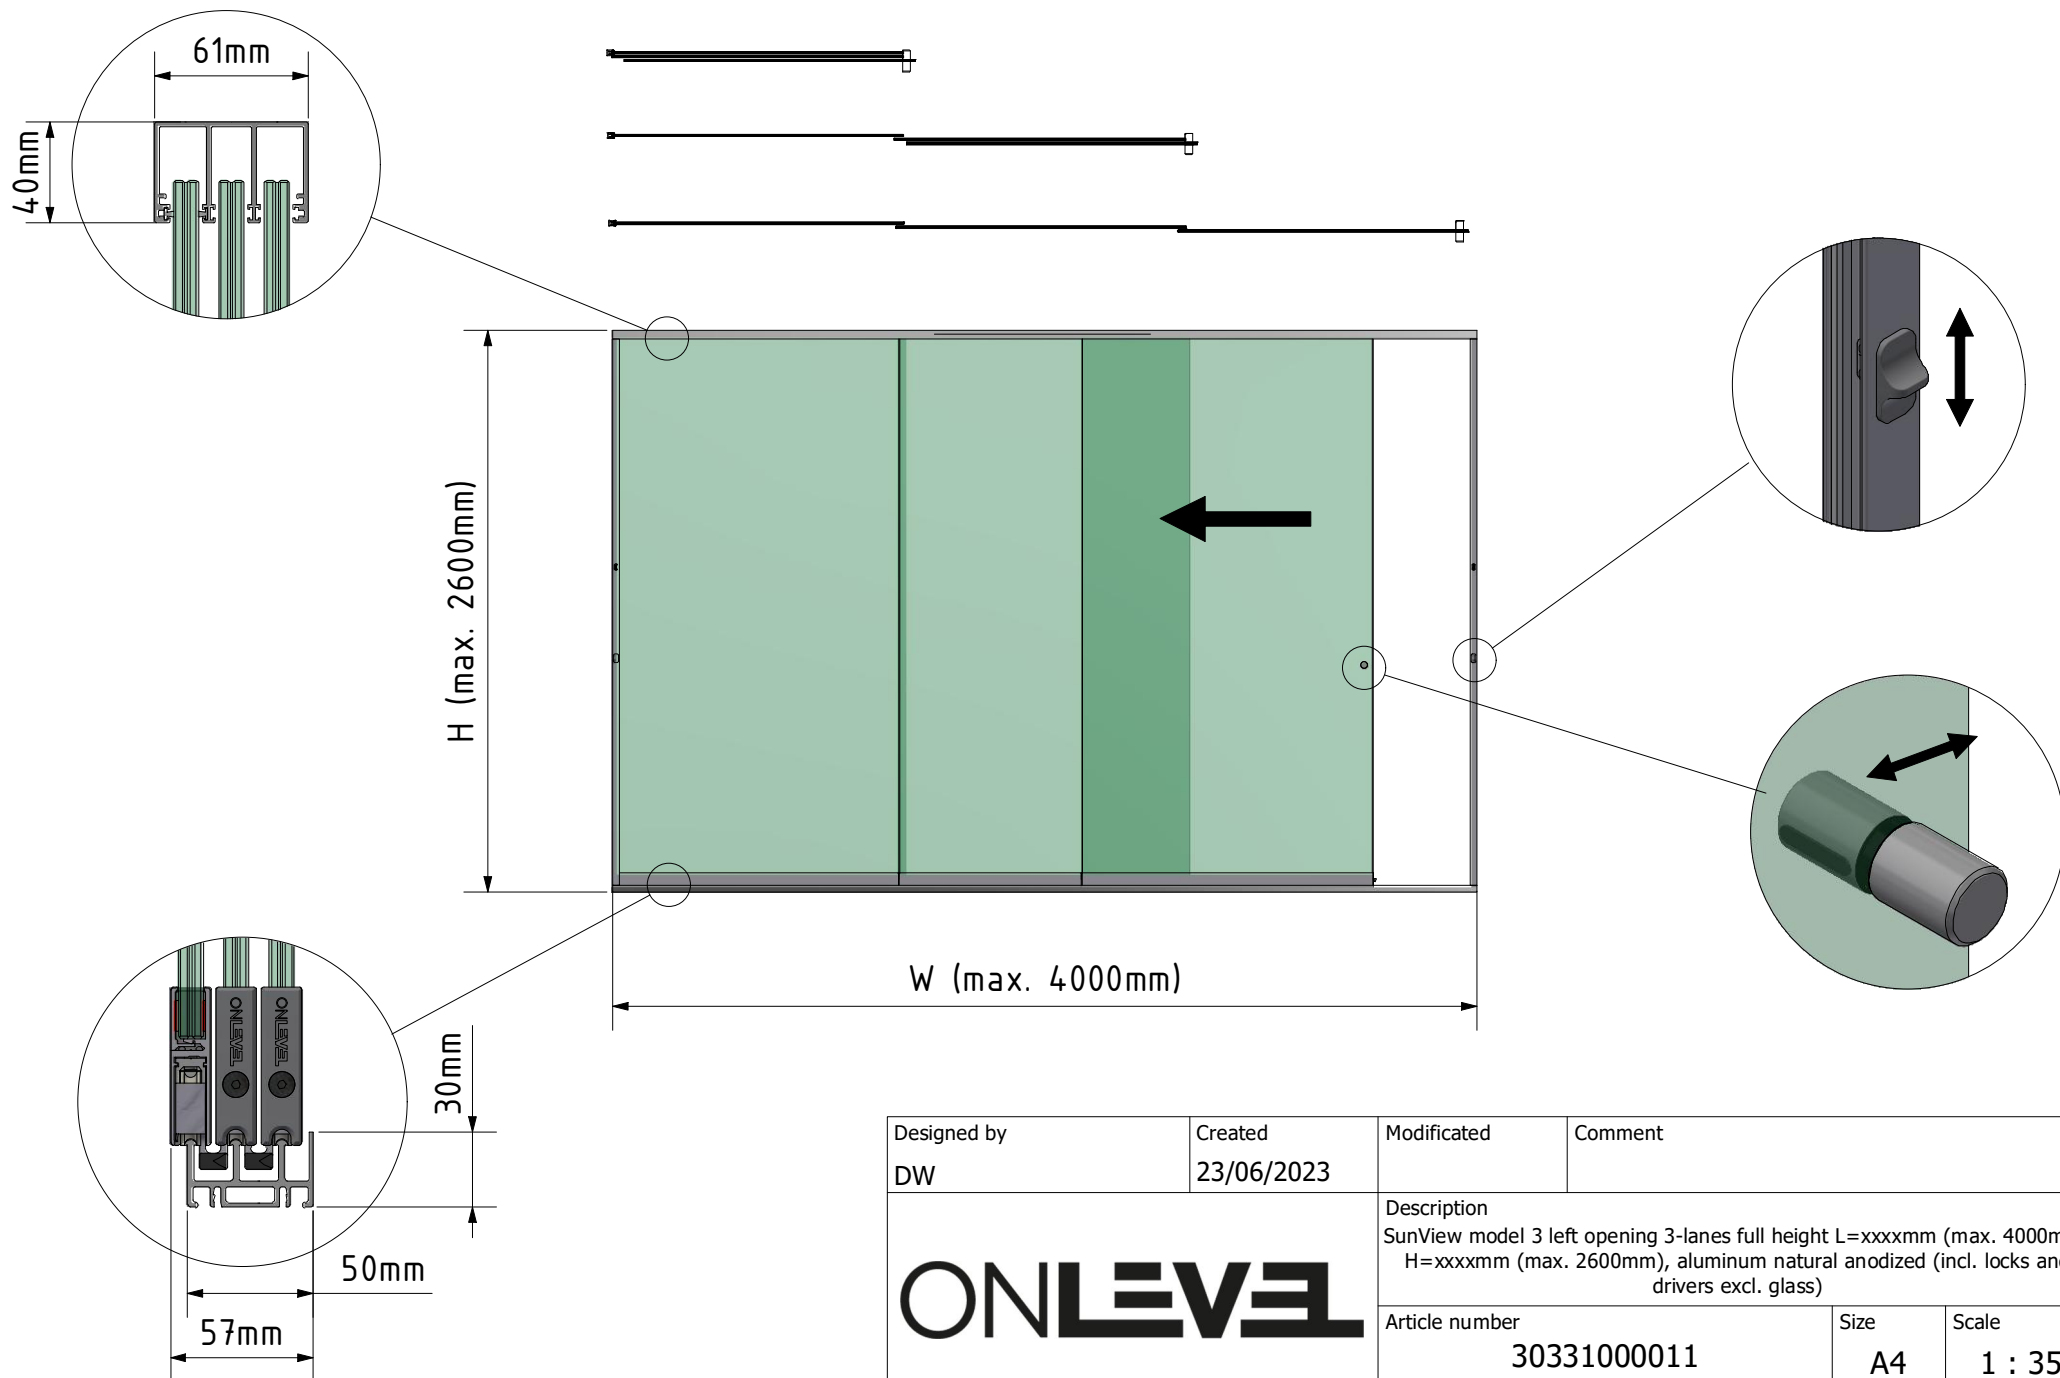 61mm
40mm
H (max. 2600mm)
W (max. 4000mm)
ONLEVEL
ONLEVEL
30mm
50mm
57mm
Designed by
DW
Created
23/06/2023
Modificated
Comment
ONLEVEL
Description
SunView model 3 left opening 3-lanes full height L=xxxxmm (max. 4000m
H=xxxxmm (max. 2600mm), aluminum natural anodized (incl. locks an
drivers excl. glass)
Article number
30331000011
Size
A4
Scale
1 : 35